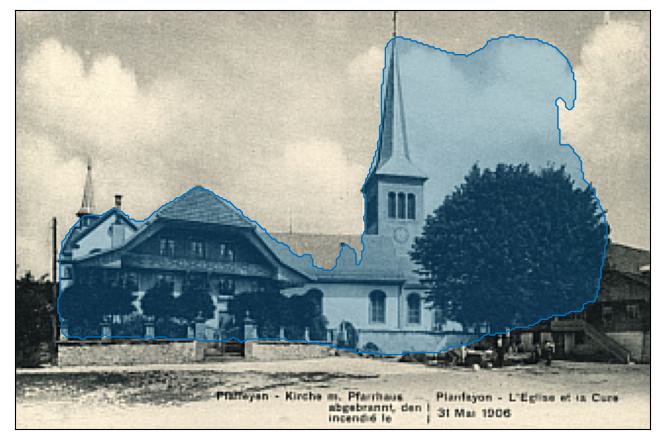 Plaffeyen - Kirche m. Pfarrhaus
abgebrannt, den
incendié le
Planfayon - L'Eglise et la Cure
31 Mai 1906